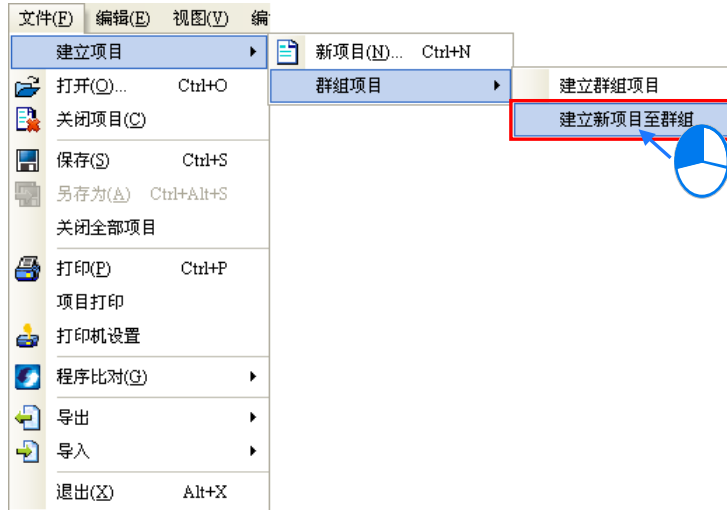 文件(F) 编辑(E) 视图(V) 编
建立项目
新项目(N)... Ctrl+N
打开(O)... Ctrl+O
群组项目
建立群组项目
关闭项目(C)
建立新项目至群组
保存(S) Ctrl+S
另存为(A) Ctrl+Alt+S
关闭全部项目
打印(P) Ctrl+P
项目打印
打印机设置
程序比对(G)
导出
导入
退出(X) Alt+X